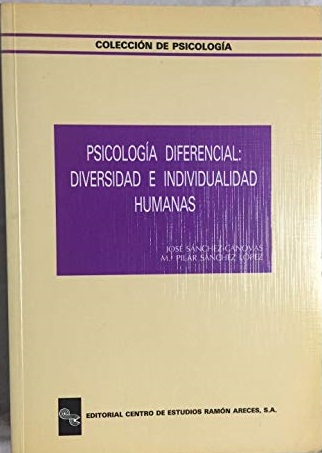 COLECCIÓN DE PSICOLOGÍA
PSICOLOGÍA DIFERENCIAL:
DIVERSIDAD E INDIVIDUALIDAD
HUMANAS
JOSÉ SÁNCHEZ-CÁNOVAS
M.ª PILAR SÁNCHEZ LÓPEZ
EDITORIAL CENTRO DE ESTUDIOS RAMÓN ARECES, S.A.